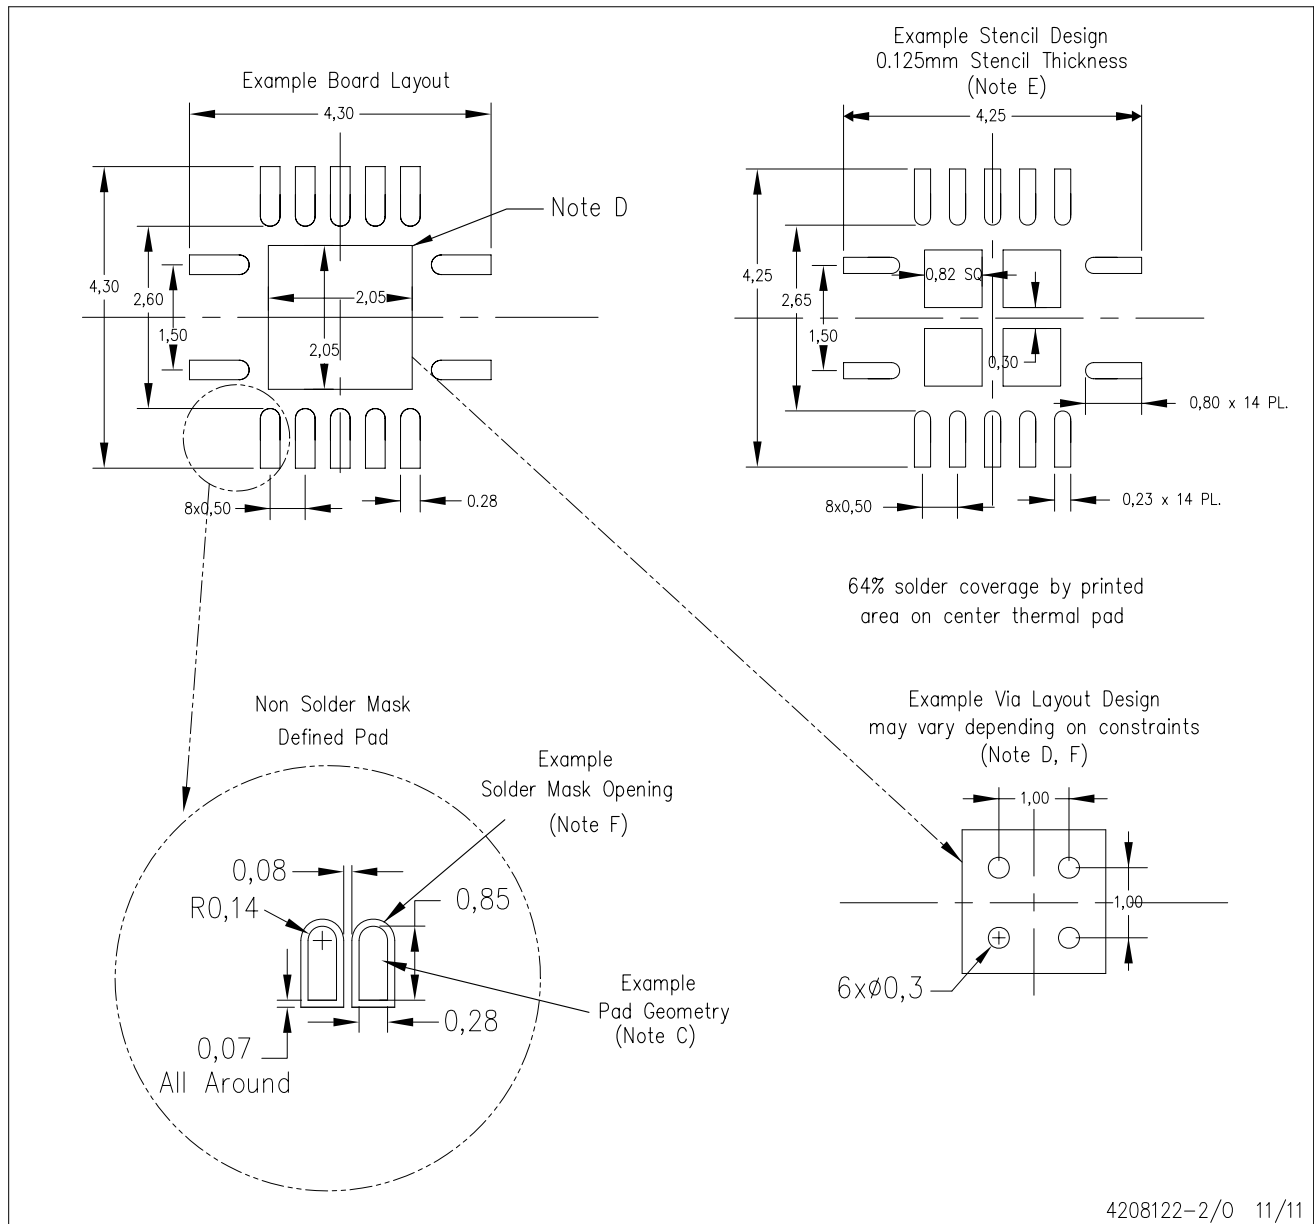 Example Board Layout
4,30
4,30
2,60
1,50
2,05
2,05
Note D
8x0,50
0.28
Example Stencil Design
0.125mm Stencil Thickness
(Note E)
4,25
4,25
2,65
1,50
0,82 SQ
0,30
0,80 x 14 PL.
8x0,50
0,23 x 14 PL.
64% solder coverage by printed
area on center thermal pad
Non Solder Mask
Defined Pad
Example
Solder Mask Opening
(Note F)
0,08
R0,14
0,85
0,28
0,07
All Around
Example
Pad Geometry
(Note C)
Example Via Layout Design
may vary depending on constraints
(Note D, F)
1,00
1,00
6xø0,3
4208122-2/O 11/11